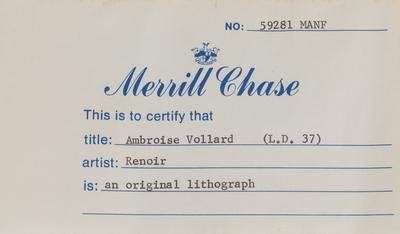 NO: 59281 MANF
Merrill Chase
This is to certify that
title: Ambroise Vollard (L.D. 37)
artist: Renoir
is: an original lithograph